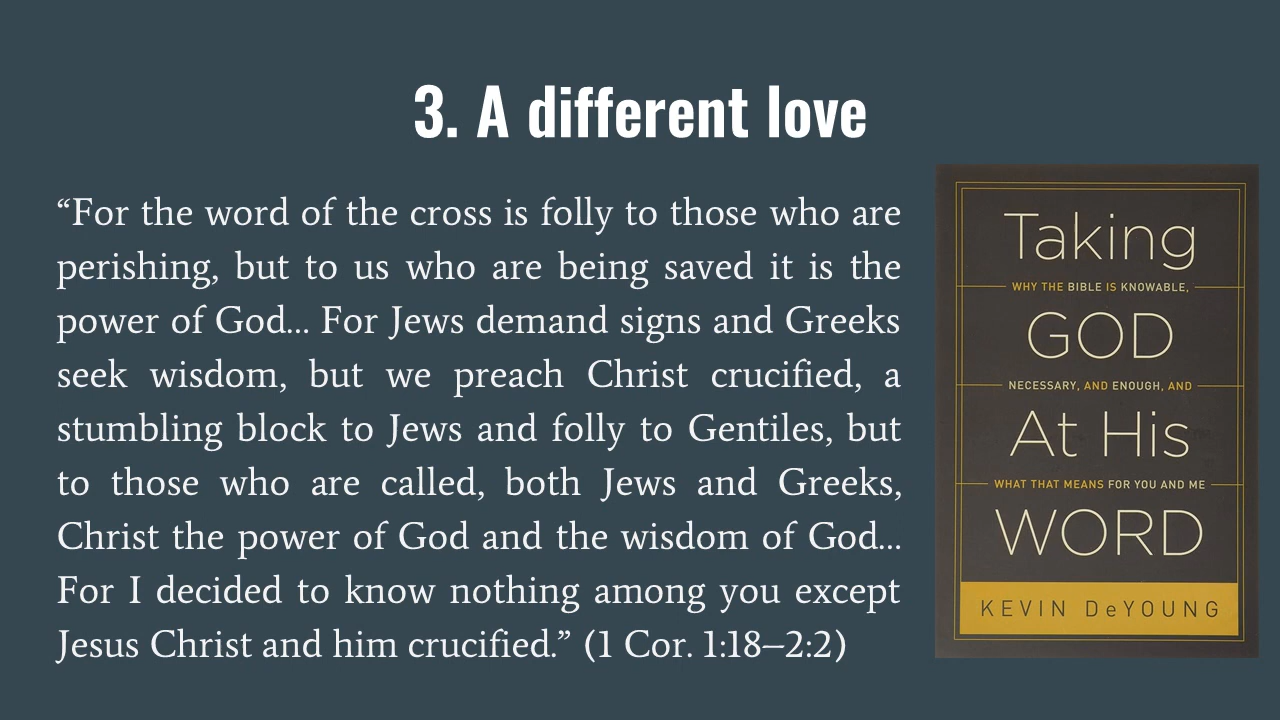 3. A different love
“For the word of the cross is folly to those who are
perishing, but to us who are being saved it is the
power of God... For Jews demand signs and Greeks
seek wisdom, but we preach Christ crucified, a
stumbling block to Jews and folly to Gentiles, but
to those who are called, both Jews and Greeks,
Christ the power of God and the wisdom of God...
For I decided to know nothing among you except
Jesus Christ and him crucified.” (1 Cor. 1:18–2:2)
Taking
WHY THE BIBLE IS KNOWABLE,
GOD
NECESSARY, AND ENOUGH, AND
At His
WHAT THAT MEANS FOR YOU AND ME
WORD
KEVIN DeYOUNG